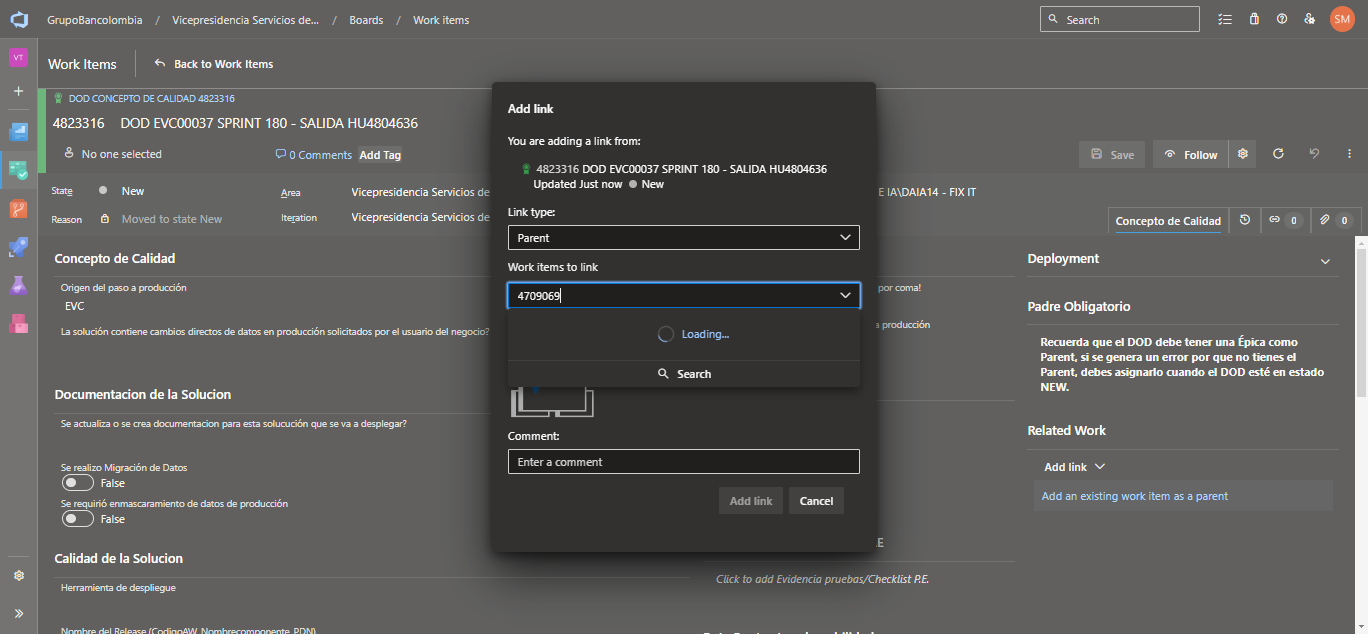 GrupoBancolombia / Vicepresidencia Servicios de... / Boards / Work items
Search
SM
VT
Work Items
Back to Work Items
DOD CONCEPTO DE CALIDAD 4823316
4823316 DOD EVC00037 SPRINT 180 - SALIDA HU4804636
No one selected
0 Comments
Add Tag
Save
Follow
State
New
Area
Vicepresidencia Servicios de
E IA\DAIA14 - FIX IT
Reason
Moved to state New
Iteration
Vicepresidencia Servicios de
Concepto de Calidad
0
0
Concepto de Calidad
Origen del paso a producción
EVC
por coma!
La solución contiene cambios directos de datos en producción solicitados por el usuario del negocio?
a producción
Documentacion de la Solucion
Se actualiza o se crea documentacion para esta solucución que se va a desplegar?
Se realizo Migración de Datos
False
Se requirió enmascaramiento de datos de producción
False
Calidad de la Solucion
Herramienta de despliegue
Nombre del Release (CodigoAW_Nombrecomponente_PDN)
Add link
You are adding a link from:
4823316 DOD EVC00037 SPRINT 180 - SALIDA HU4804636
Updated Just now
New
Link type:
Parent
Work items to link
4709069
Loading...
Search
Comment:
Enter a comment
Add link
Cancel
E
Click to add Evidencia pruebas/Checklist P.E.
Deployment
Padre Obligatorio
Recuerda que el DOD debe tener una Épica como
Parent, si se genera un error por que no tienes el
Parent, debes asignarlo cuando el DOD esté en estado
NEW.
Related Work
Add link
Add an existing work item as a parent